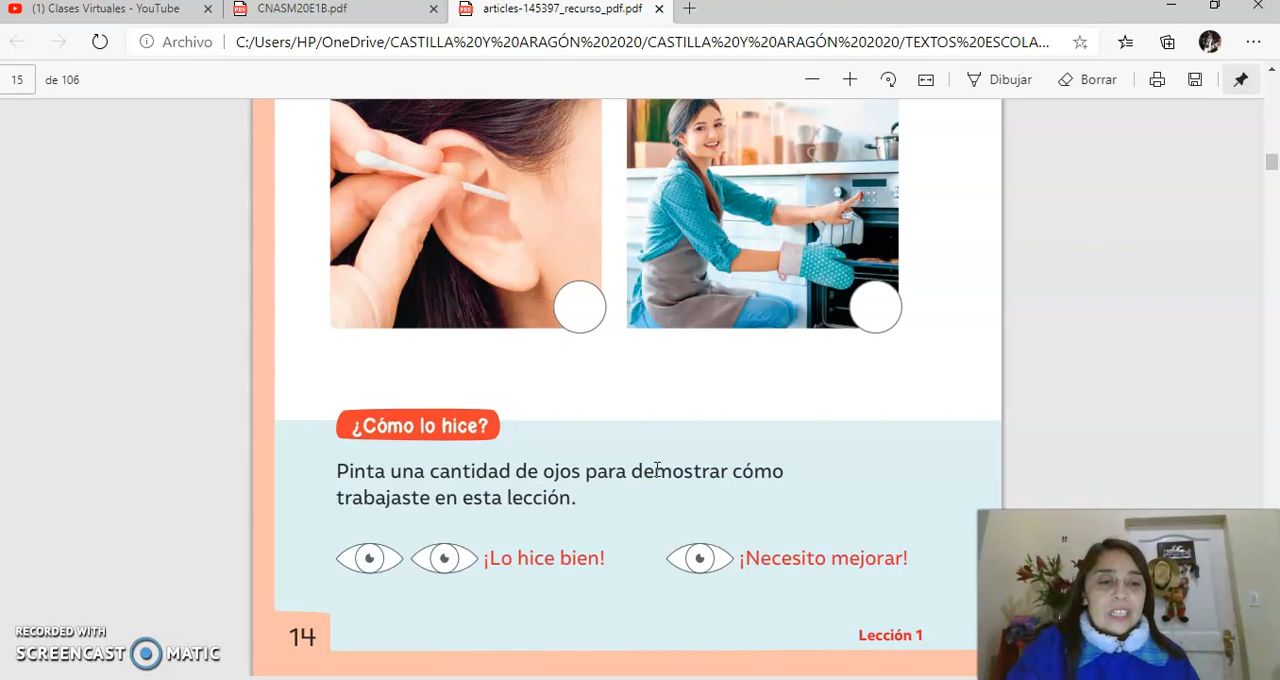 (1) Clases Virtuales - YouTube
CNASM20E1B.pdf
articles-145397_recurso_pdf.pdf
Archivo
C:/Users/HP/OneDrive/CASTILLA%20Y%20ARAGÓN%202020/CASTILLA%20Y%20ARAGÓN%202020/TEXTOS%20ESCOLA...
15 de 106
Dibujar
Borrar
¿Cómo lo hice?
Pinta una cantidad de ojos para demostrar cómo
trabajaste en esta lección.
¡Lo hice bien!
¡Necesito mejorar!
14
Lección 1
RECORDED WITH
SCREENCAST MATIC